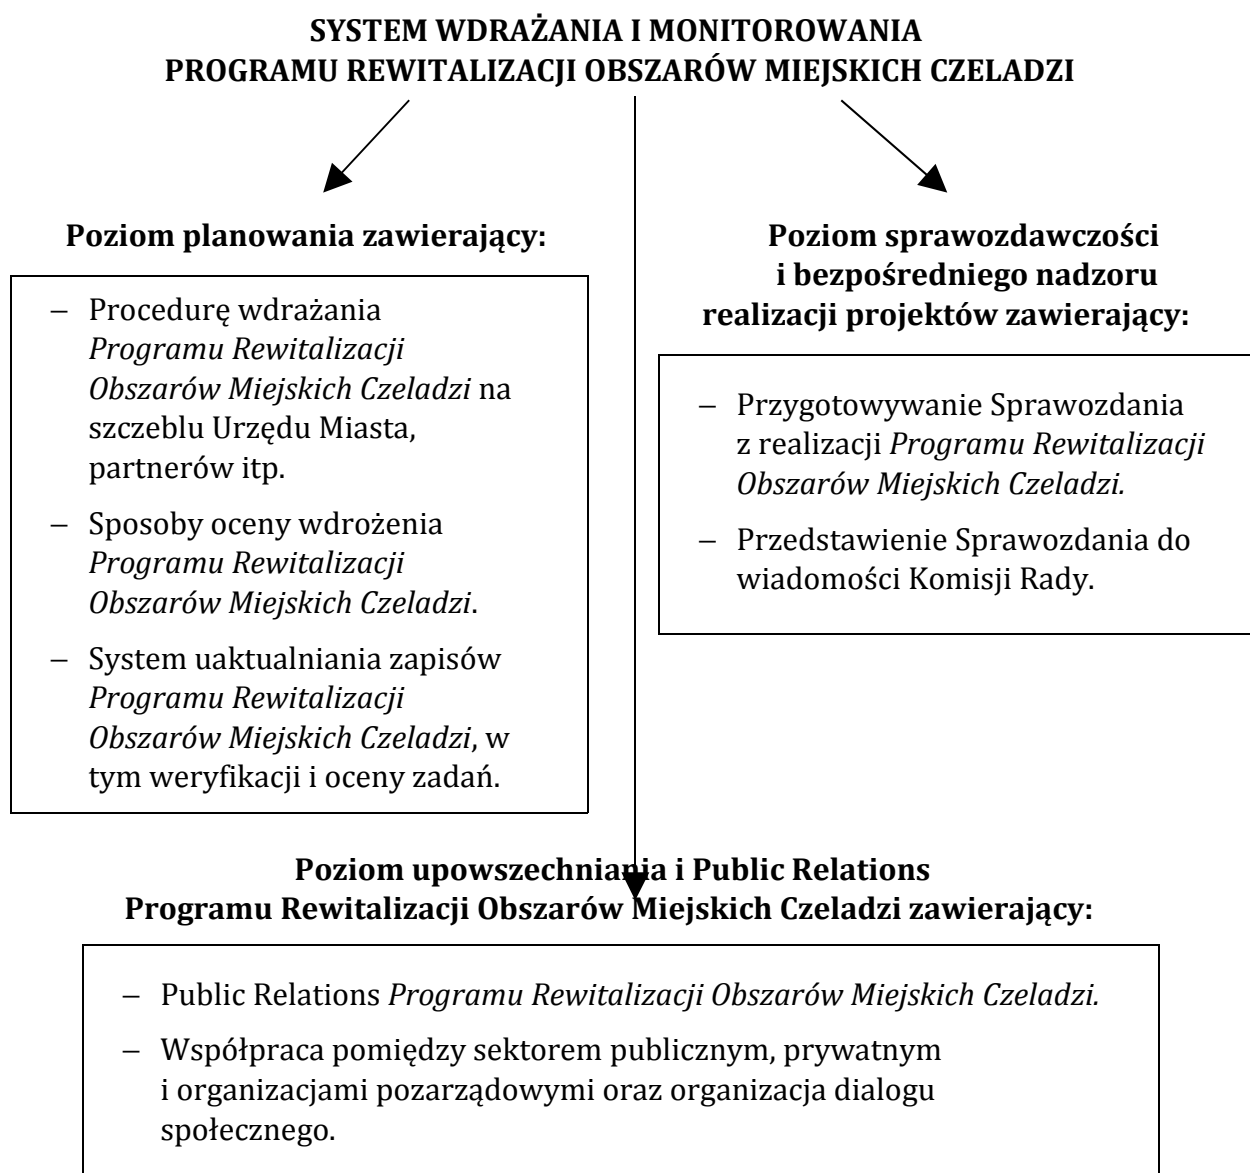 SYSTEM WDRAŻANIA I MONITOROWANIA
PROGRAMU REWITALIZACJI OBSZARÓW MIEJSKICH CZELADZI
Poziom planowania zawierający:
– Procedurę wdrażania
Programu Rewitalizacji
Obszarów Miejskich Czeladzi na
szczeblu Urzędu Miasta,
partnerów itp.
– Sposoby oceny wdrożenia
Programu Rewitalizacji
Obszarów Miejskich Czeladzi.
– System uaktualniania zapisów
Programu Rewitalizacji
Obszarów Miejskich Czeladzi, w
tym weryfikacji i oceny zadań.
Poziom sprawozdawczości
i bezpośredniego nadzoru
realizacji projektów zawierający:
– Przygotowywanie Sprawozdania
z realizacji Programu Rewitalizacji
Obszarów Miejskich Czeladzi.
– Przedstawienie Sprawozdania do
wiadomości Komisji Rady.
Poziom upowszechniania i Public Relations
Programu Rewitalizacji Obszarów Miejskich Czeladzi zawierający:
– Public Relations Programu Rewitalizacji Obszarów Miejskich Czeladzi.
– Współpraca pomiędzy sektorem publicznym, prywatnym
i organizacjami pozarządowymi oraz organizacja dialogu
społecznego.